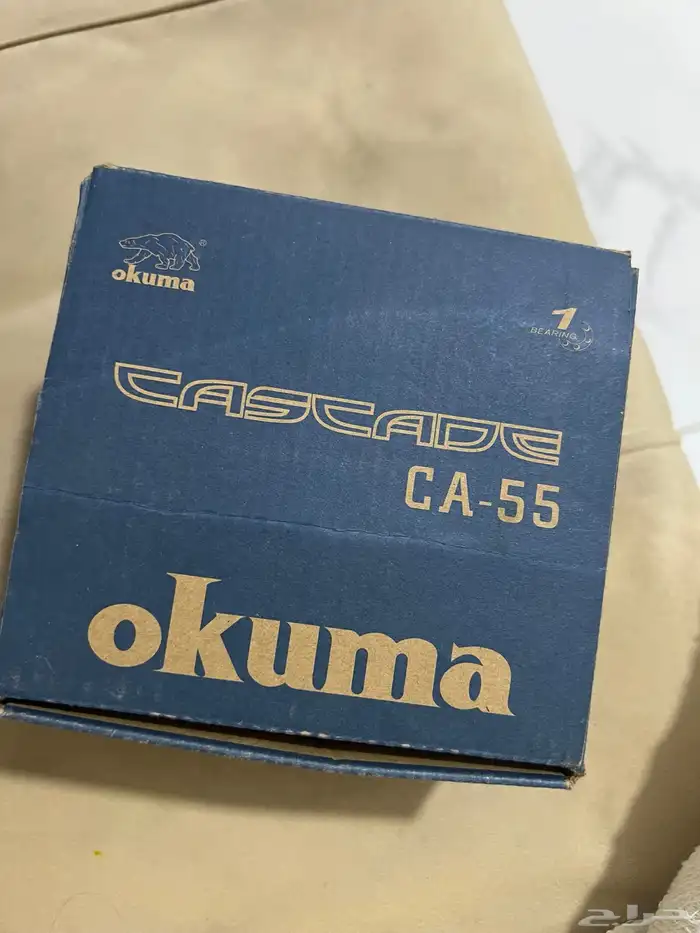 ®
okuma
1
BEARING
CASCADE
CA-55
okuma
حراج